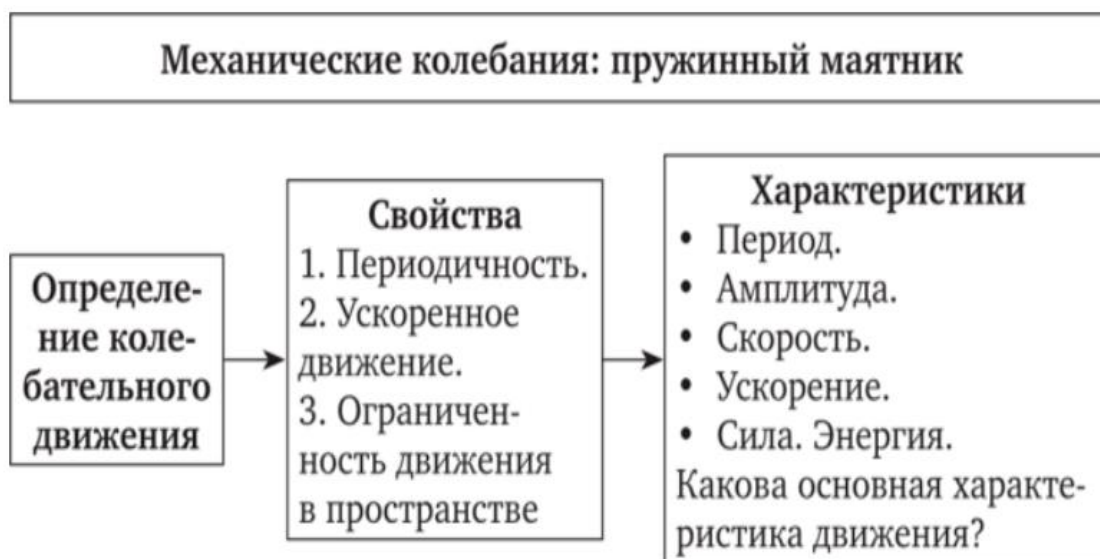 Механические колебания: пружинный маятник
Определе-
ние коле-
бательного
движения
Свойства
1. Периодичность.
2. Ускоренное
движение.
3. Ограничен-
ность движения
в пространстве
Характеристики
• Период.
• Амплитуда.
• Скорость.
• Ускорение.
• Сила. Энергия.
Какова основная характе-
ристика движения?